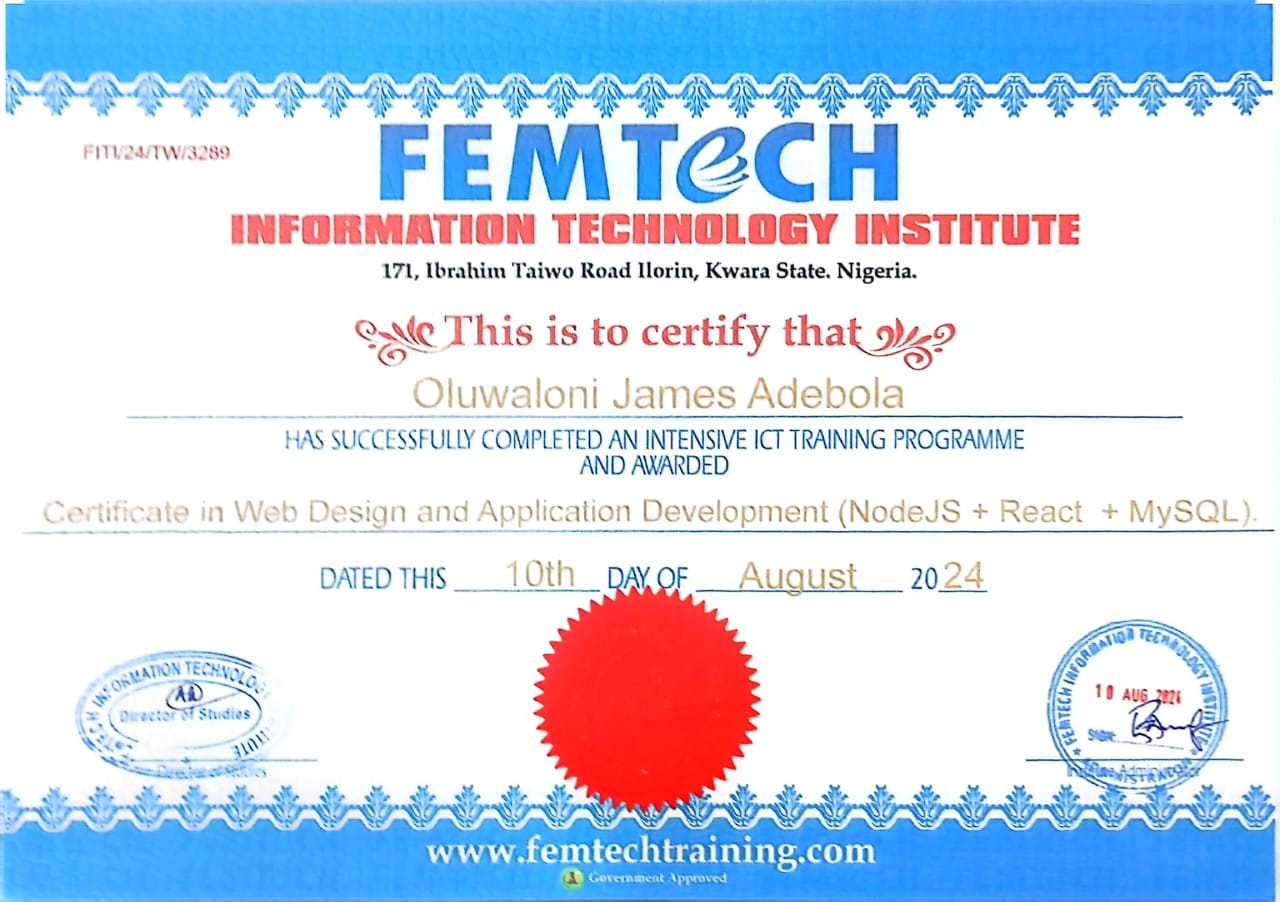 FITI/24/TW/3289
FEMTECH
INFORMATION TECHNOLOGY INSTITUTE
171, Ibrahim Taiwo Road Ilorin, Kwara State. Nigeria.
This is to certify that
Oluwaloni James Adebola
HAS SUCCESSFULLY COMPLETED AN INTENSIVE ICT TRAINING PROGRAMME
AND AWARDED
Certificate in Web Design and Application Development (NodeJS + React + MySQL).
DATED THIS 10th DAY OF August 2024
FEMTECH INFORMATION TECHNOLOGY INSTITUTE
Director of Studies
Director of Studies
FEMTECH INFORMATION TECHNOLOGY INSTITUTE
10 AUG 2024
SIGN:
* ADMINISTRATOR *
www.femtechtraining.com
Government Approved